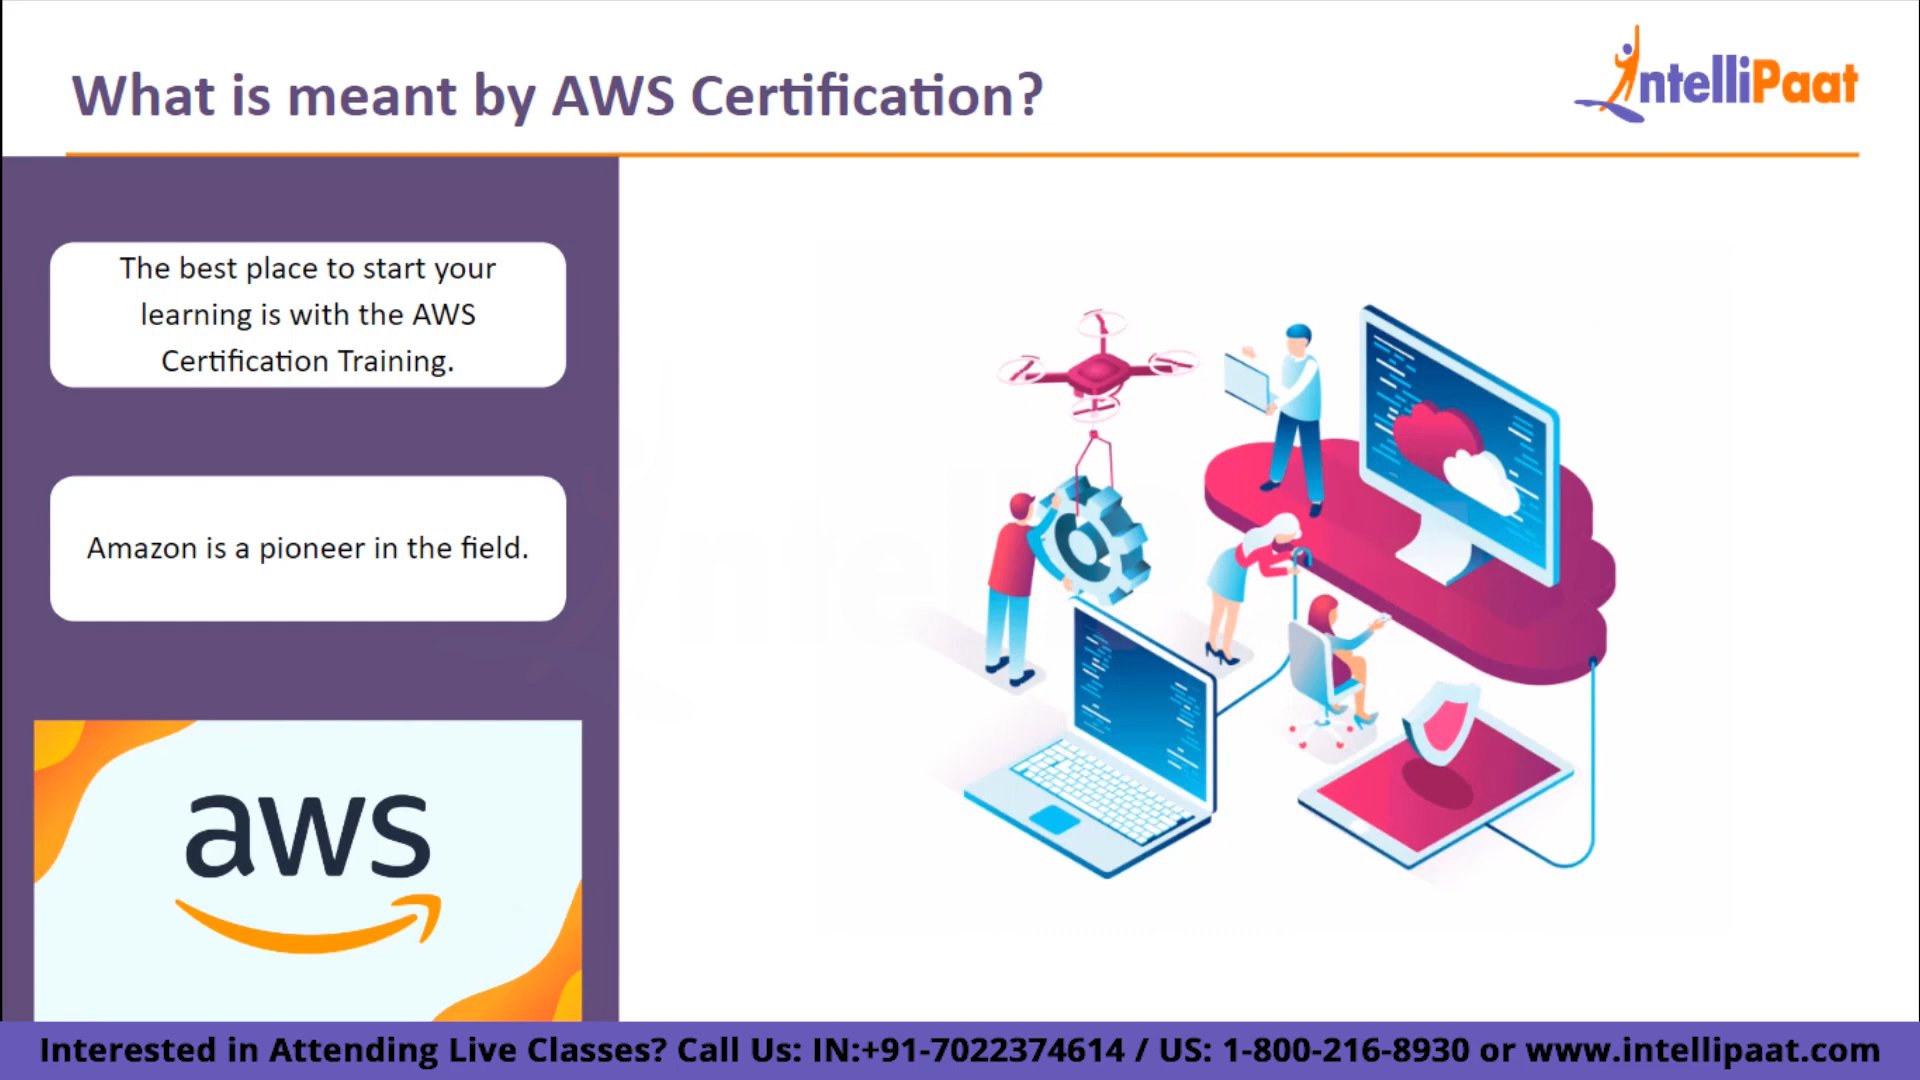 What is meant by AWS Certification?
IntelliPaat
The best place to start your
learning is with the AWS
Certification Training.
Amazon is a pioneer in the field.
aws
Interested in Attending Live Classes? Call Us: IN:+91-7022374614 / US: 1-800-216-8930 or www.intellipaat.com